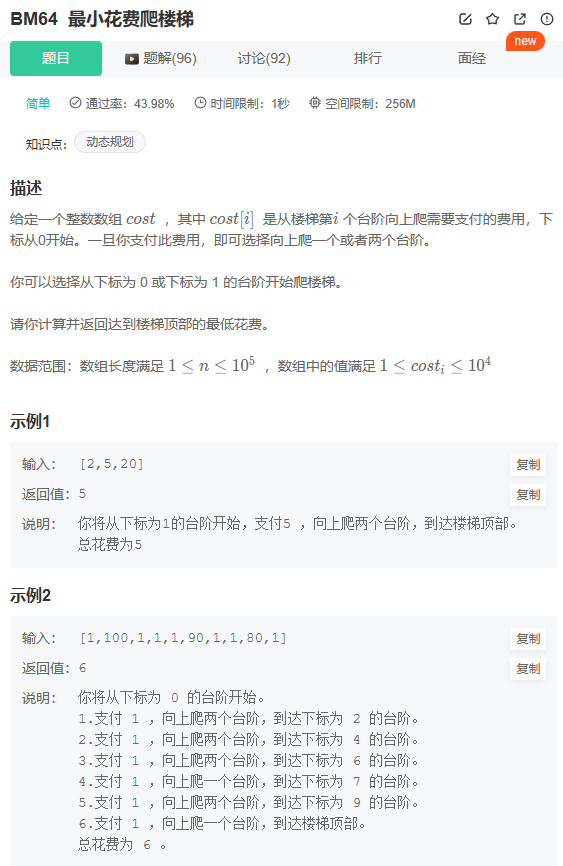 BM64 最小花费爬楼梯
new
题目 题解(96) 讨论(92) 排行 面经
简单 通过率：43.98% 时间限制：1秒 空间限制：256M
知识点： 动态规划
描述
给定一个整数数组 cost ，其中 cost[i] 是从楼梯第i 个台阶向上爬需要支付的费用，下
标从0开始。一旦你支付此费用，即可选择向上爬一个或者两个台阶。
你可以选择从下标为 0 或下标为 1 的台阶开始爬楼梯。
请你计算并返回达到楼梯顶部的最低花费。
数据范围：数组长度满足 1 ≤ n ≤ 10⁵ ，数组中的值满足 1 ≤ costᵢ ≤ 10⁴
示例1
输入： [2,5,20] 复制
返回值：5 复制
说明： 你将从下标为1的台阶开始，支付5 ，向上爬两个台阶，到达楼梯顶部。
总花费为5
示例2
输入： [1,100,1,1,1,90,1,1,80,1] 复制
返回值：6 复制
说明： 你将从下标为 0 的台阶开始。
1.支付 1 ，向上爬两个台阶，到达下标为 2 的台阶。
2.支付 1 ，向上爬两个台阶，到达下标为 4 的台阶。
3.支付 1 ，向上爬两个台阶，到达下标为 6 的台阶。
4.支付 1 ，向上爬一个台阶，到达下标为 7 的台阶。
5.支付 1 ，向上爬两个台阶，到达下标为 9 的台阶。
6.支付 1 ，向上爬一个台阶，到达楼梯顶部。
总花费为 6 。